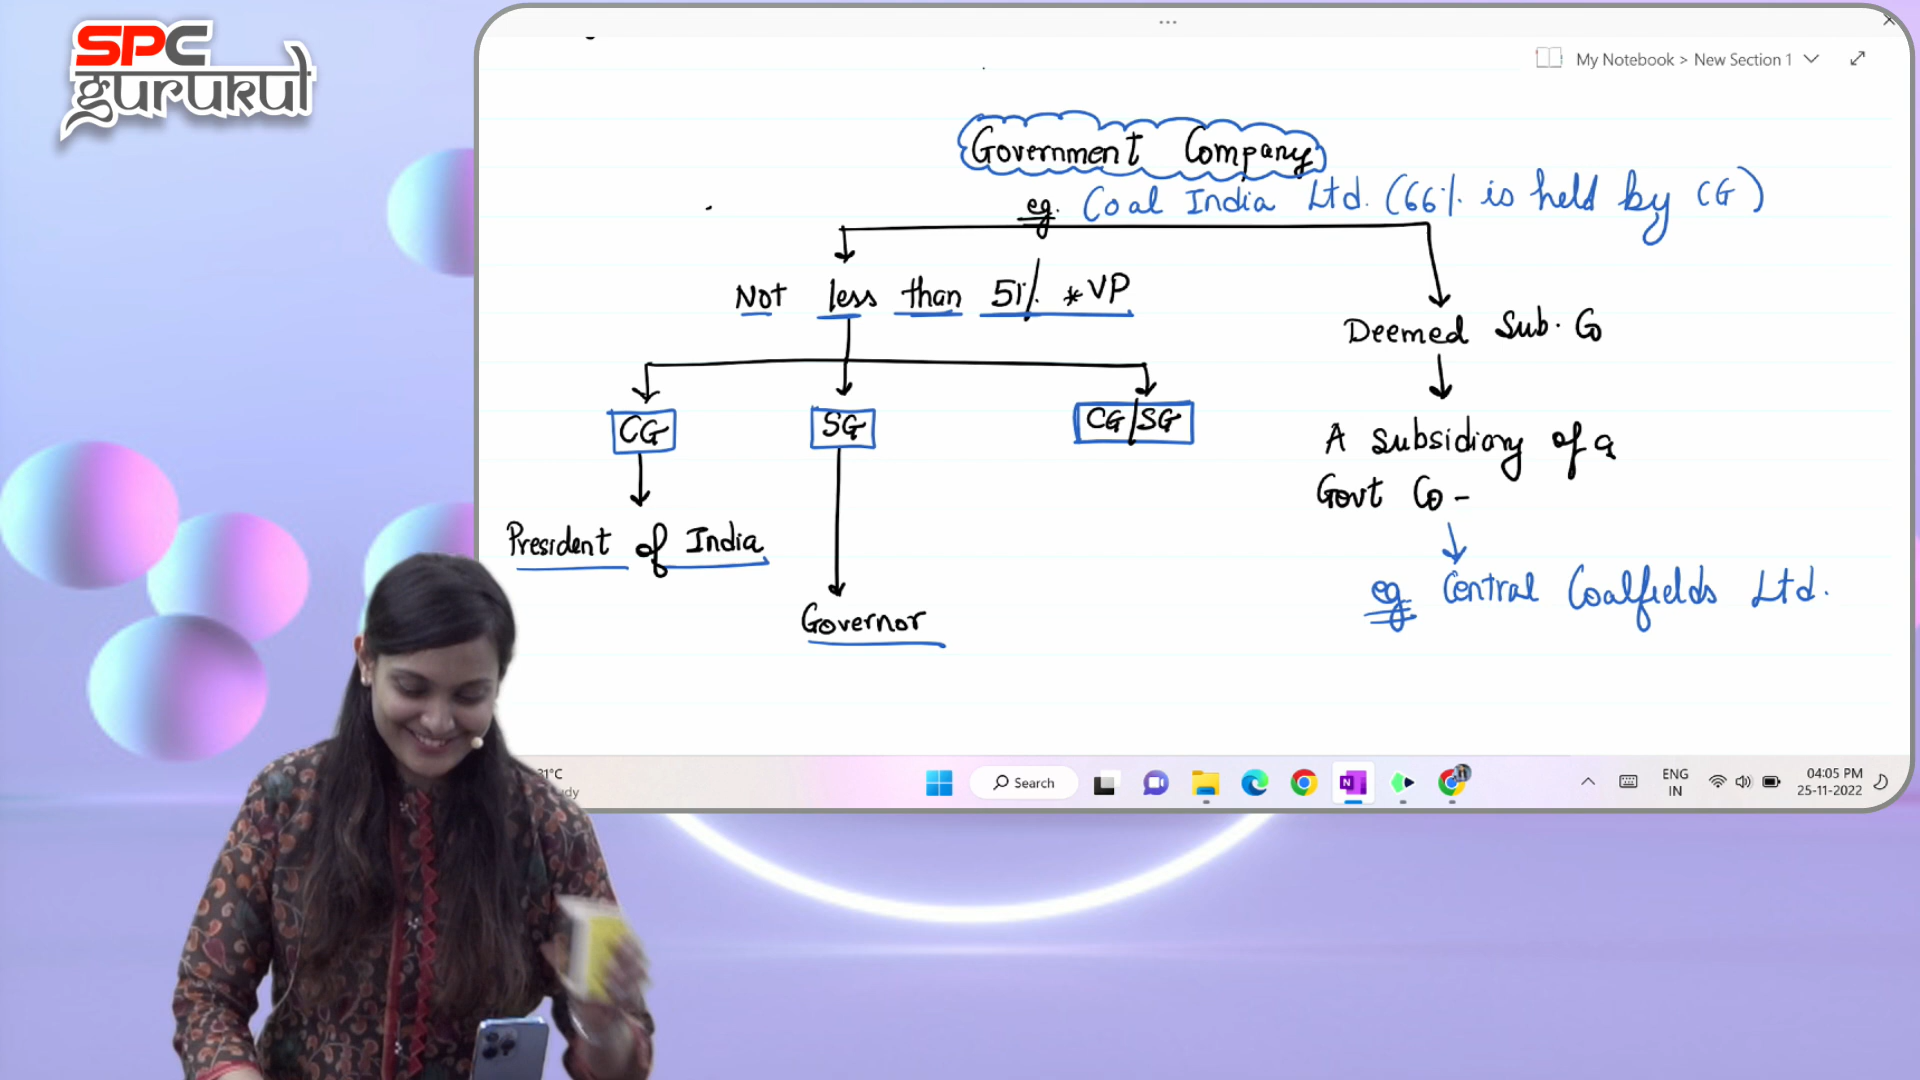 SPC
gurukul
My Notebook > New Section 1
Government Company
eg. Coal India Ltd. (66% is held by CG)
Not less than 51% *VP
Deemed Sub. Co
CG
SG
CG/SG
A subsidiary of a
Govt Co -
President of India
eg Central Coalfields Ltd.
Governor
31°C
Search
ENG
IN
04:05 PM
25-11-2022